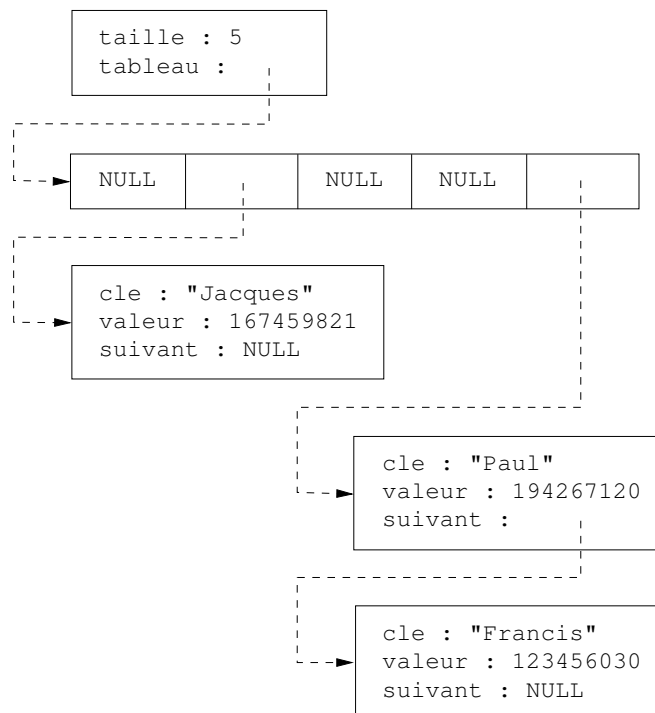 taille : 5
tableau :
NULL NULL NULL
cle : "Jacques"
valeur : 167459821
suivant : NULL
cle : "Paul"
valeur : 194267120
suivant :
cle : "Francis"
valeur : 123456030
suivant : NULL